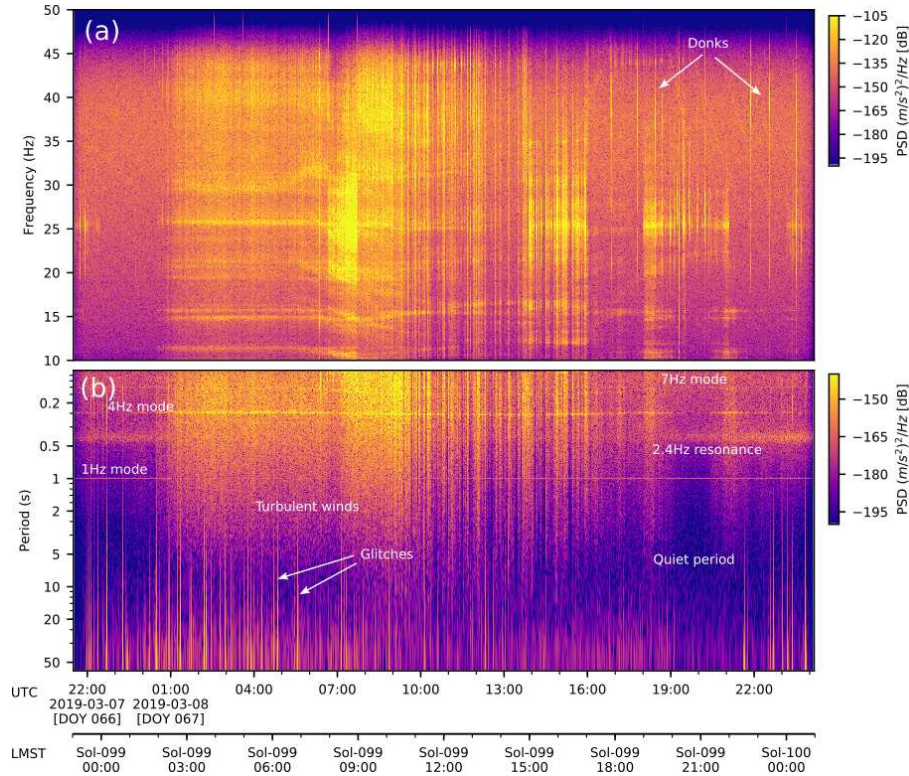 (a)
Donks
50
45
40
35
30
25
20
15
10
Frequency (Hz)
−105
−120
−135
−150
−165
−180
−195
PSD (m/s²)²/Hz [dB]
(b)
7Hz mode
4Hz mode
2.4Hz resonance
1Hz mode
Turbulent winds
Glitches
Quiet period
0.2
0.5
1
2
5
10
20
50
Period (s)
−150
−165
−180
−195
PSD (m/s²)²/Hz [dB]
UTC 22:00 01:00 04:00 07:00 10:00 13:00 16:00 19:00 22:00
2019-03-07 2019-03-08
[DOY 066] [DOY 067]
LMST Sol-099 Sol-099 Sol-099 Sol-099 Sol-099 Sol-099 Sol-099 Sol-099 Sol-100
00:00 03:00 06:00 09:00 12:00 15:00 18:00 21:00 00:00